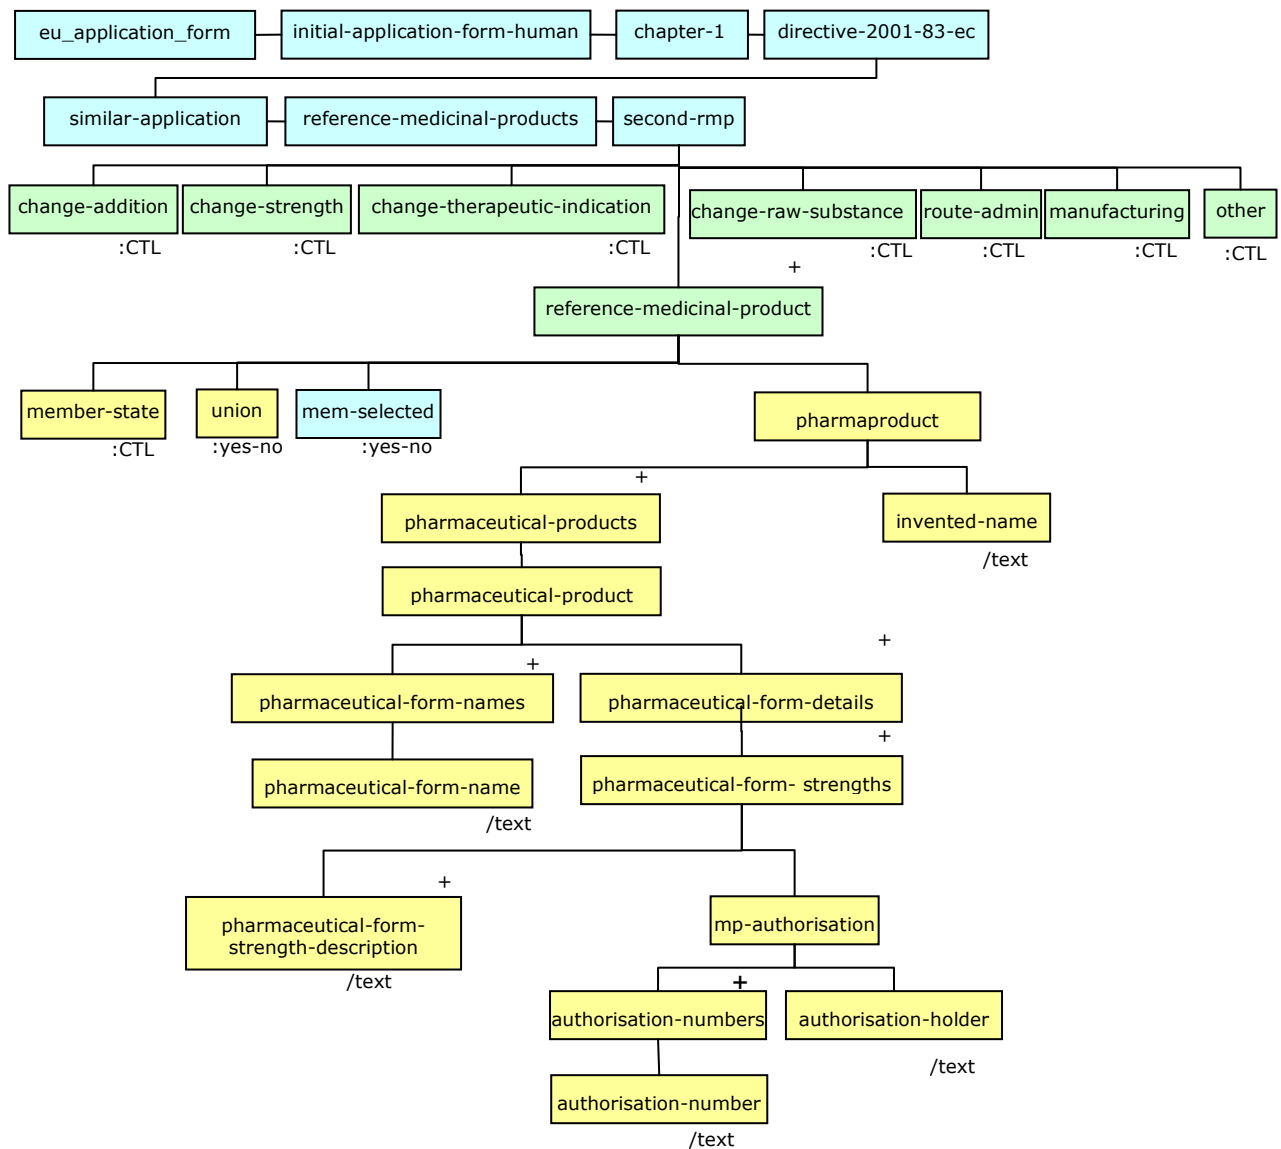 eu_application_form
initial-application-form-human
chapter-1
directive-2001-83-ec
similar-application
reference-medicinal-products
second-rmp
change-addition
change-strength
change-therapeutic-indication
change-raw-substance
route-admin
manufacturing
other
:CTL
:CTL
:CTL
:CTL
:CTL
:CTL
:CTL
+
reference-medicinal-product
member-state
union
mem-selected
pharmaproduct
:CTL
:yes-no
:yes-no
+
pharmaceutical-products
invented-name
/text
pharmaceutical-product
+
+
pharmaceutical-form-names
pharmaceutical-form-details
+
pharmaceutical-form-name
pharmaceutical-form- strengths
/text
+
pharmaceutical-form-
strength-description
mp-authorisation
/text
+
authorisation-numbers
authorisation-holder
/text
authorisation-number
/text